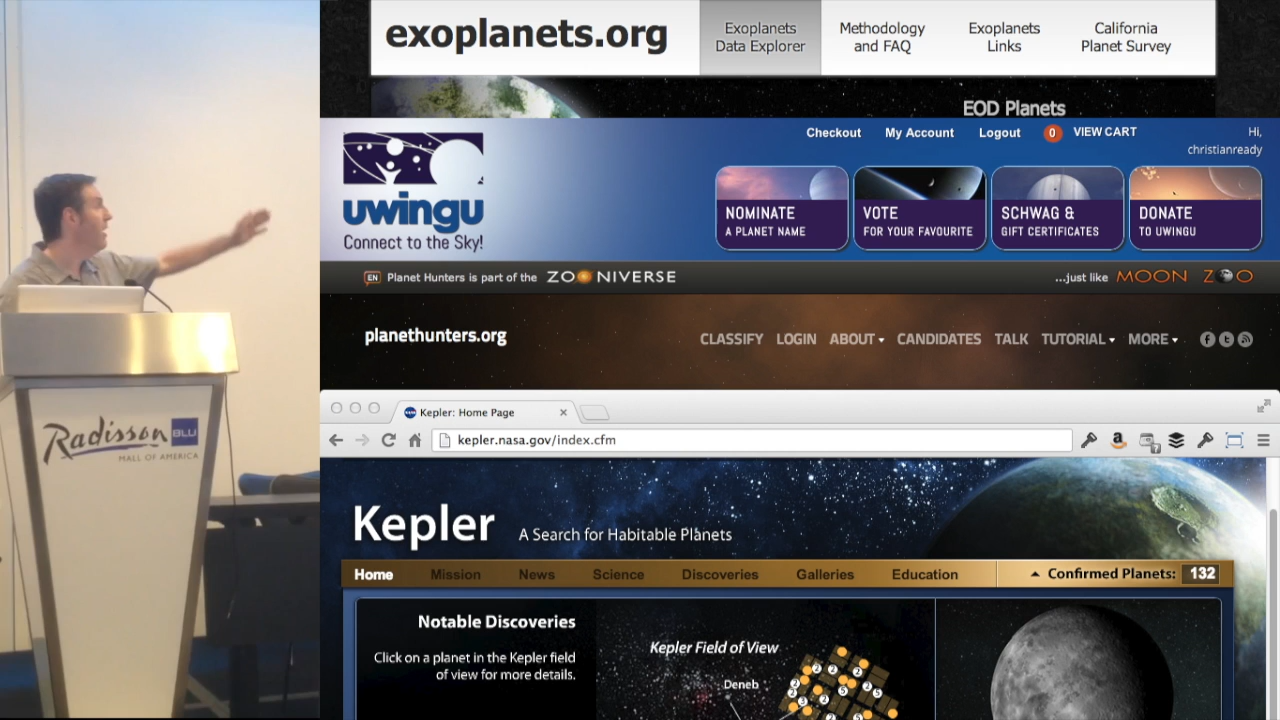 exoplanets.org
Exoplanets
Data Explorer
Methodology
and FAQ
Exoplanets
Links
California
Planet Survey
EOD Planets
uwingu
Connect to the Sky!
Checkout
My Account
Logout
0
VIEW CART
Hi,
christianready
NOMINATE
A PLANET NAME
VOTE
FOR YOUR FAVOURITE
SCHWAG &
GIFT CERTIFICATES
DONATE
TO UWINGU
EN Planet Hunters is part of the ZOONIVERSE
...just like MOON ZOO
planethunters.org
CLASSIFY LOGIN ABOUT CANDIDATES TALK TUTORIAL MORE
Kepler: Home Page
kepler.nasa.gov/index.cfm
Kepler A Search for Habitable Planets
Home Mission News Science Discoveries Galleries Education Confirmed Planets: 132
Notable Discoveries
Click on a planet in the Kepler field
of view for more details.
Kepler Field of View
Deneb
Radisson BLU
MALL OF AMERICA